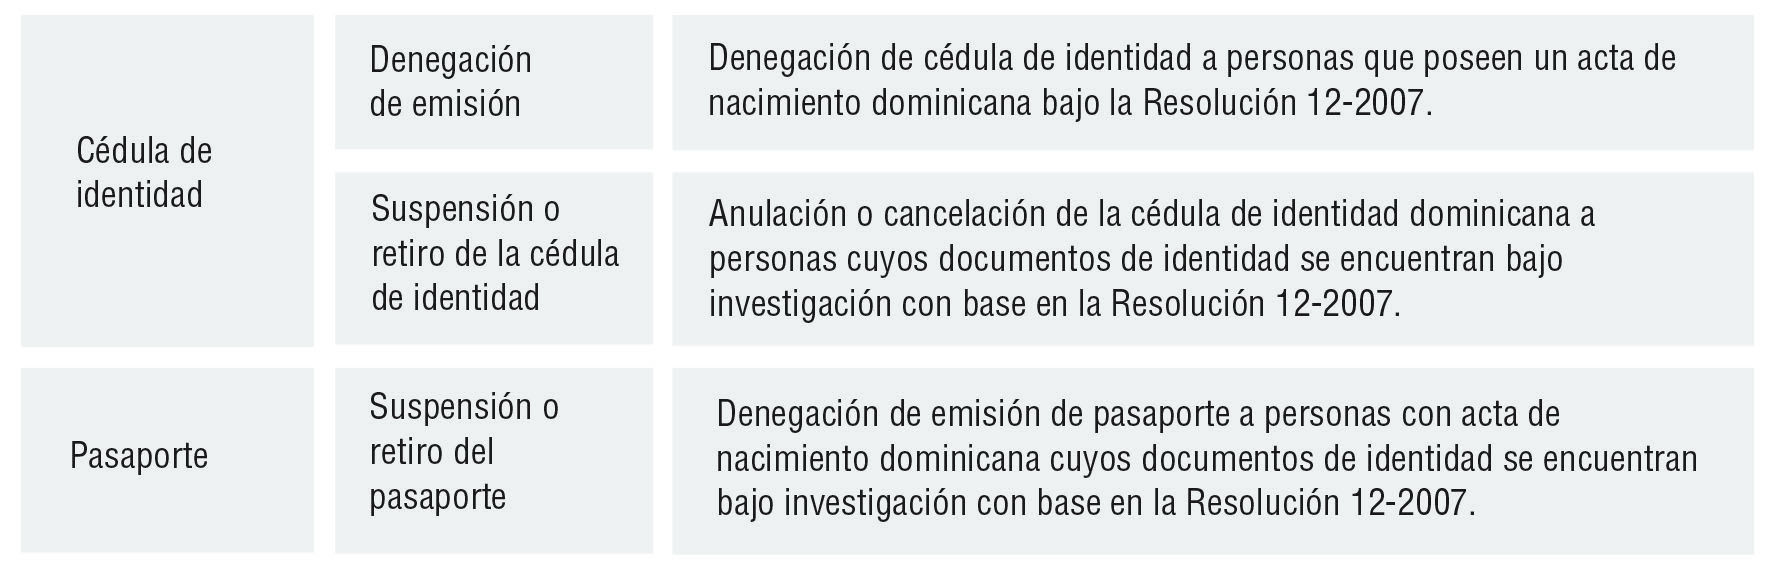 Cédula de
identidad
Denegación
de emisión
Denegación de cédula de identidad a personas que poseen un acta de
nacimiento dominicana bajo la Resolución 12-2007.
Suspensión o
retiro de la cédula
de identidad
Anulación o cancelación de la cédula de identidad dominicana a
personas cuyos documentos de identidad se encuentran bajo
investigación con base en la Resolución 12-2007.
Pasaporte
Suspensión o
retiro del
pasaporte
Denegación de emisión de pasaporte a personas con acta de
nacimiento dominicana cuyos documentos de identidad se encuentran
bajo investigación con base en la Resolución 12-2007.